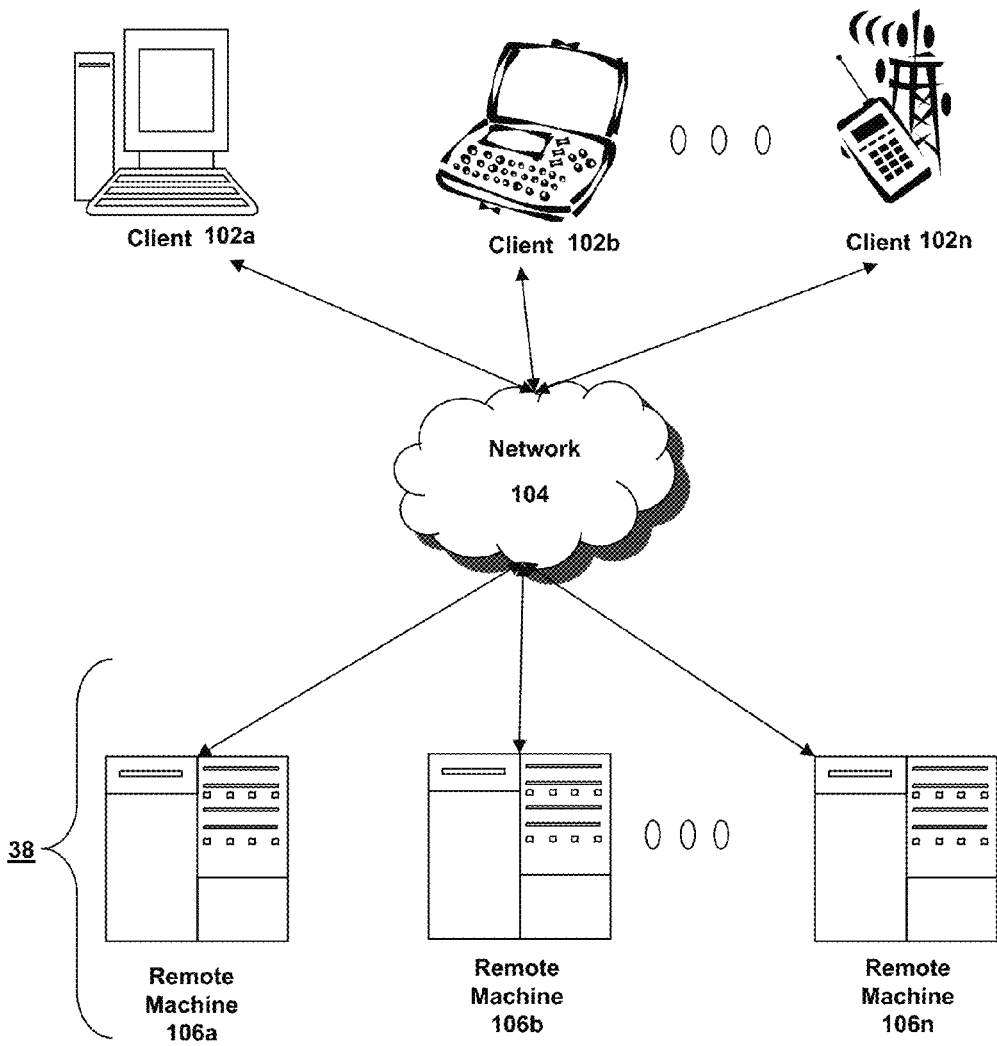 Client 102a
Client 102b
Client 102n
Network
104
38
Remote
Machine
106a
Remote
Machine
106b
Remote
Machine
106n